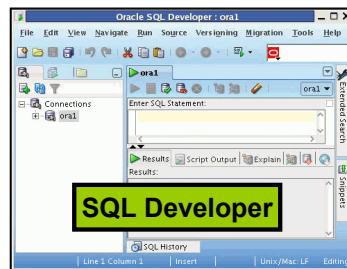 Oracle SQL Developer : ora1
File Edit View Navigate Run Source Versigning Migration Tools Help
ora1
ora1
Enter SQL Statement:
Connections
ora1
Results Script Output Explain
Results:
SQL Developer
SQL History
Line 1 Column 1 Insert Unix/Mac: LF Editing
Extended Search
Snippets